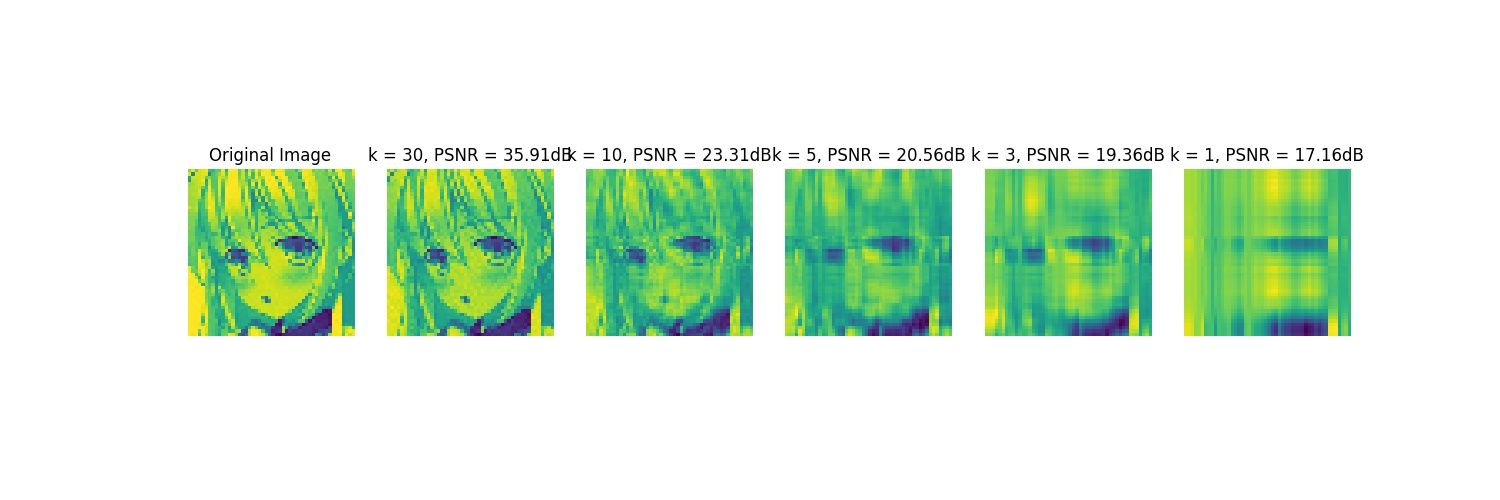 Original Image
k = 30, PSNR = 35.91dB
k = 10, PSNR = 23.31dB
k = 5, PSNR = 20.56dB
k = 3, PSNR = 19.36dB
k = 1, PSNR = 17.16dB